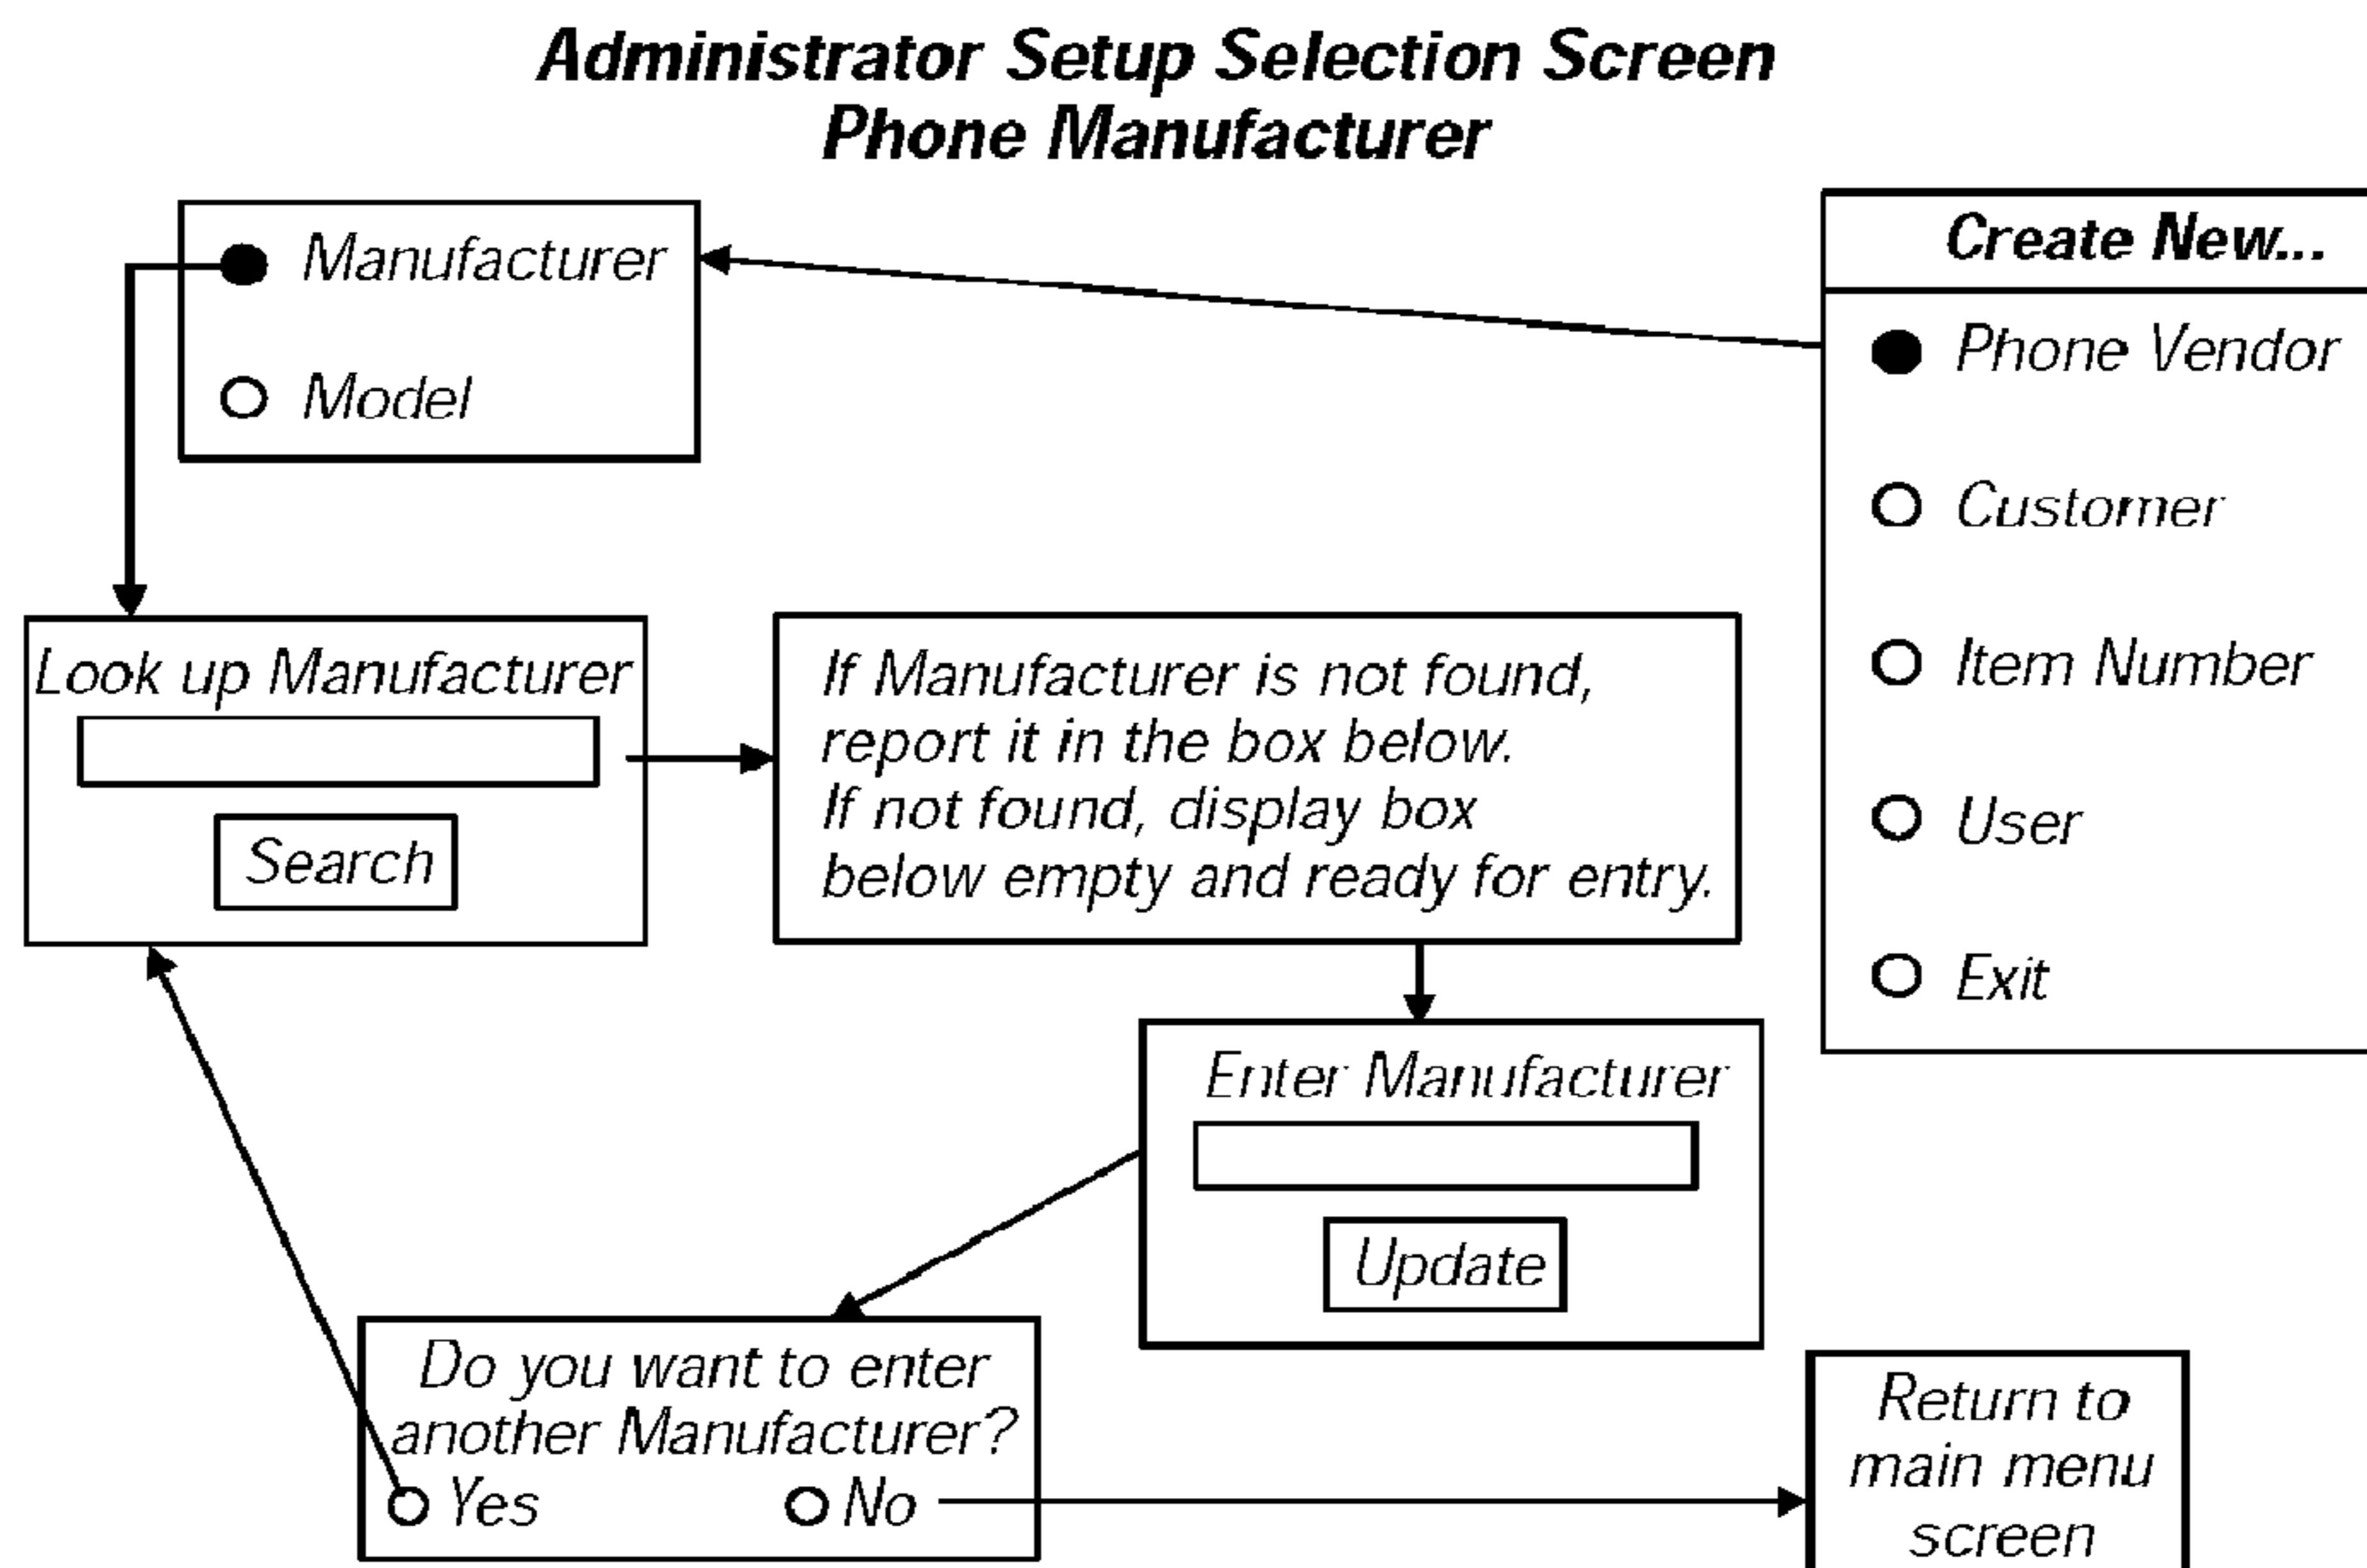 Administrator Setup Selection Screen
Phone Manufacturer
Manufacturer
Model
Create New...
Phone Vendor
Customer
Item Number
User
Exit
Look up Manufacturer
Search
If Manufacturer is not found,
report it in the box below.
If not found, display box
below empty and ready for entry.
Enter Manufacturer
Update
Do you want to enter
another Manufacturer?
Yes No
Return to
main menu
screen